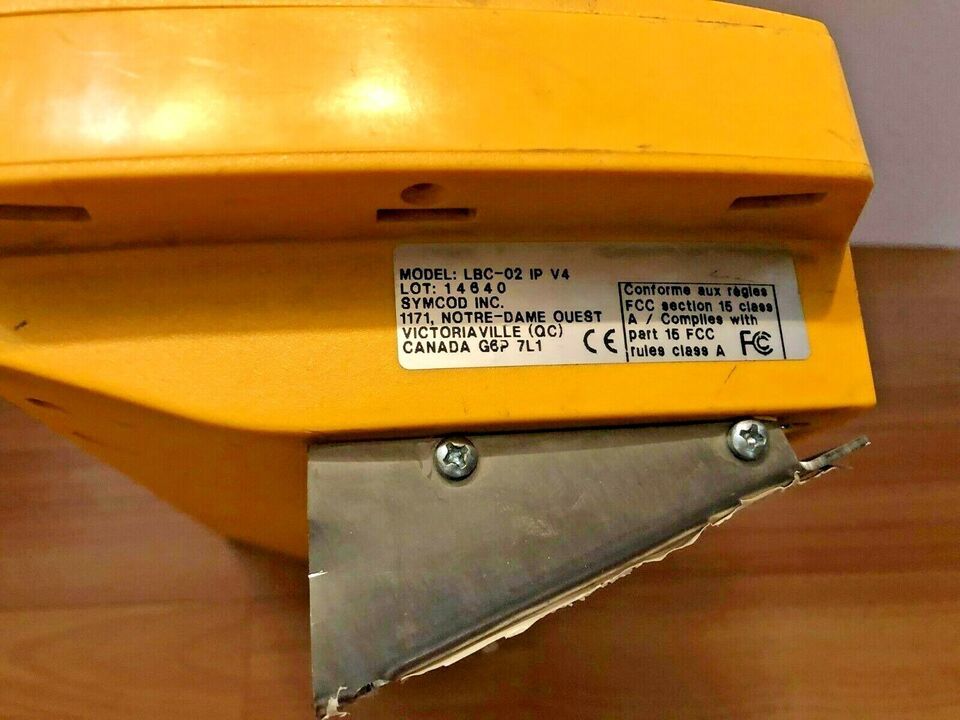 MODEL: LBC-02 IP V4
LOT: 14640
SYMCOD INC.
1171, NOTRE-DAME OUEST
VICTORIAVILLE (QC)
CANADA G6P 7L1
CE
Conforme aux règles
FCC section 15 class
A / Complies with
part 15 FCC
rules class A
FC